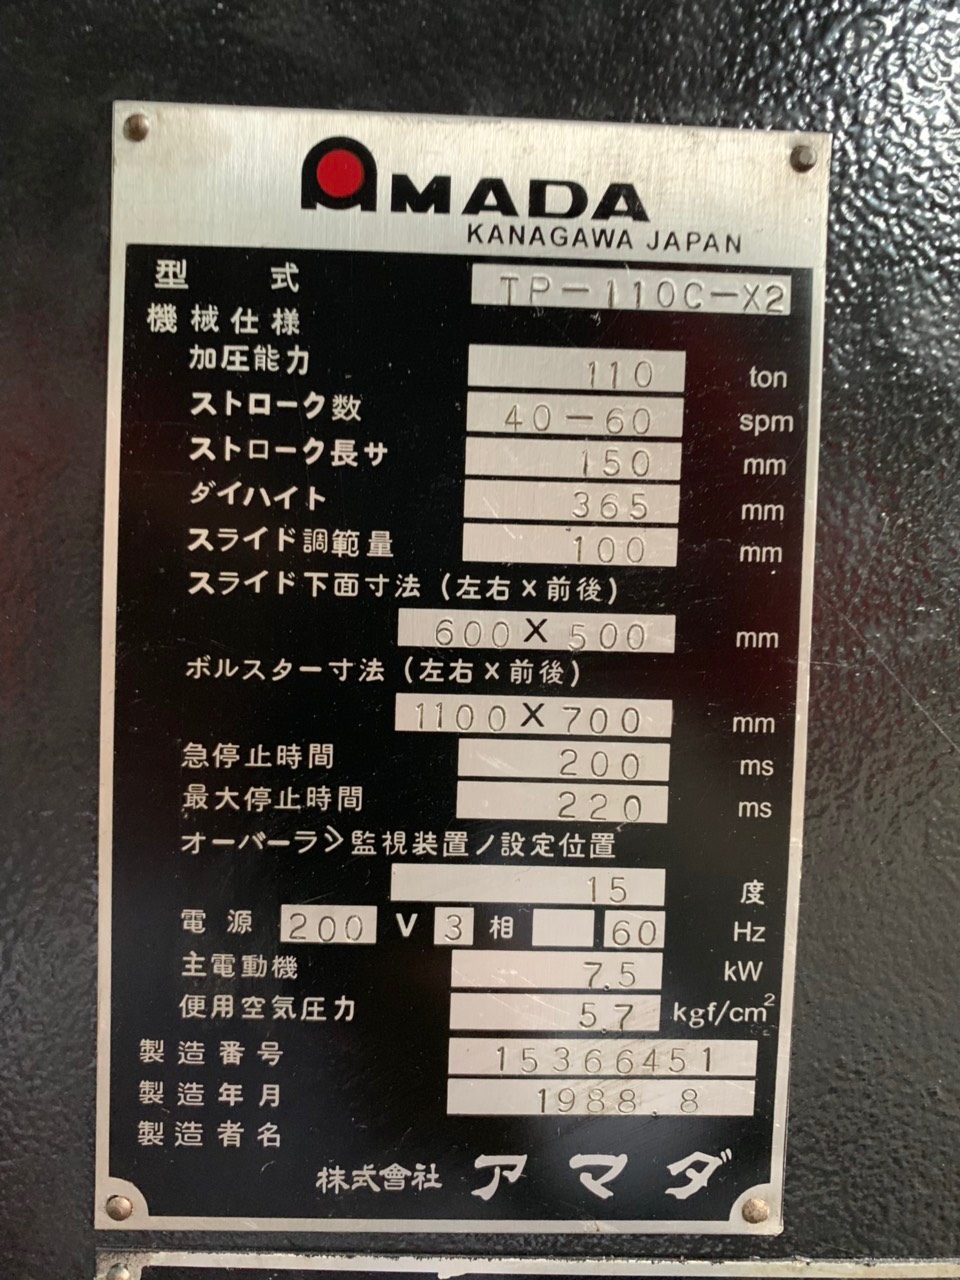 AMADA
KANAGAWA JAPAN
型式 TP-110C-X2
機械仕様
加圧能力 110 ton
ストローク数 40-60 spm
ストローク長サ 150 mm
ダイハイト 365 mm
スライド調範量 100 mm
スライド下面寸法(左右×前後)
600×500 mm
ボルスター寸法(左右×前後)
1100×700 mm
急停止時間 200 ms
最大停止時間 220 ms
オーバーラン監視装置ノ設定位置
15 度
電源 200 V 3 相 60 Hz
主電動機 7.5 kW
使用空気圧力 5.7 kgf/cm²
製造番号 15366451
製造年月 1988.8
製造者名
株式會社 アマダ